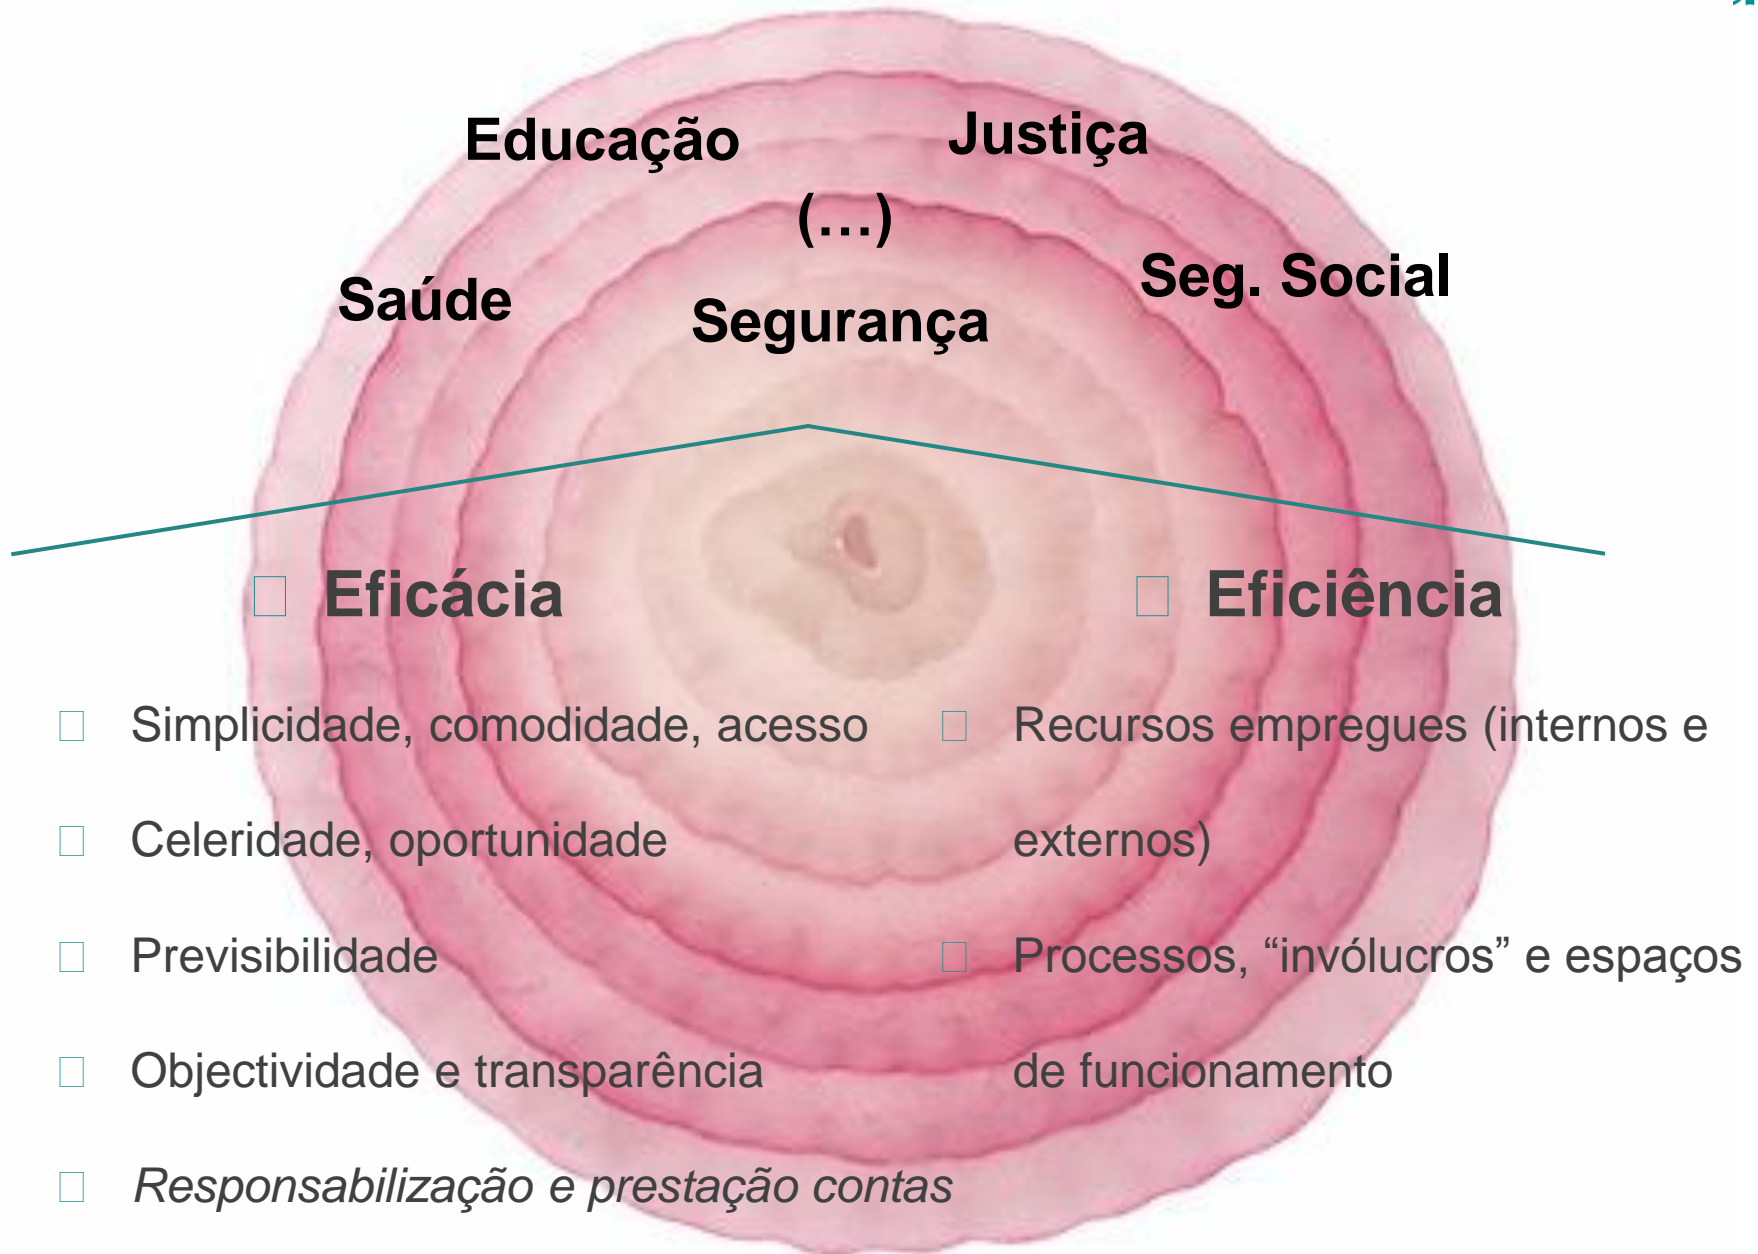 Educação
Justiça
(…)
Saúde
Segurança
Seg. Social
Eficácia
Simplicidade, comodidade, acesso
Celeridade, oportunidade
Previsibilidade
Objectividade e transparência
Responsabilização e prestação contas
Eficiência
Recursos empregues (internos e
externos)
Processos, “invólucros” e espaços
de funcionamento